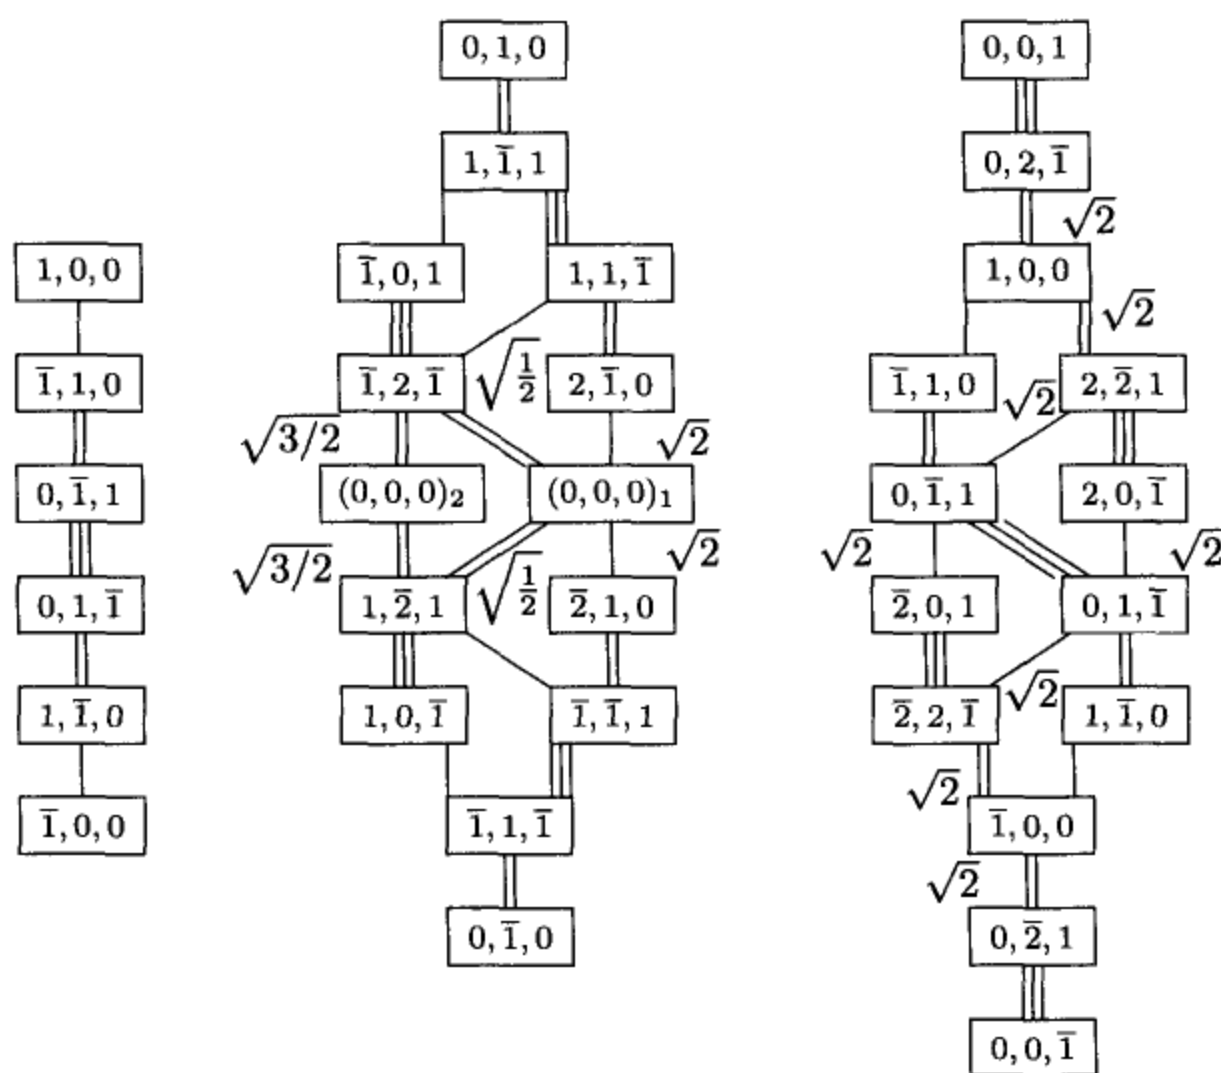 1, 0, 0
1̅, 1, 0
0, 1̅, 1
0, 1, 1̅
1, 1̅, 0
1̅, 0, 0
0, 1, 0
1, 1̅, 1
1̅, 0, 1
1, 1, 1̅
1̅, 2, 1̅
√1/2
2, 1̅, 0
√3/2
√2
(0, 0, 0)₂
(0, 0, 0)₁
√3/2
√1/2
√2
1, 2̅, 1
2̅, 1, 0
1, 0, 1̅
1̅, 1̅, 1
1̅, 1, 1̅
0, 1̅, 0
0, 0, 1
0, 2, 1̅
√2
1, 0, 0
√2
1̅, 1, 0
√2
2, 2̅, 1
0, 1̅, 1
2, 0, 1̅
√2
√2
2̅, 0, 1
0, 1, 1̅
2̅, 2, 1̅
√2
1, 1̅, 0
√2
1̅, 0, 0
√2
0, 2̅, 1
0, 0, 1̅